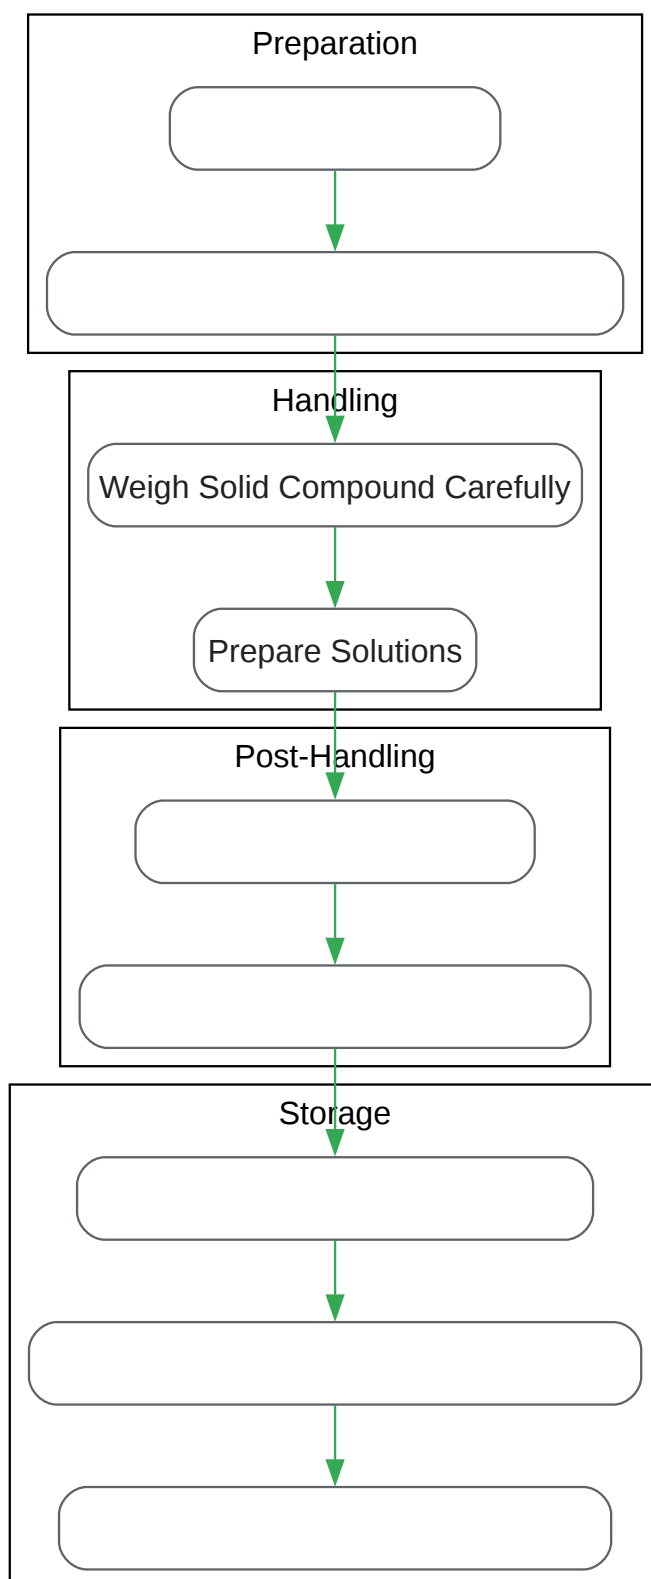 Preparation
Handling
Weigh Solid Compound Carefully
Prepare Solutions
Post-Handling
Storage